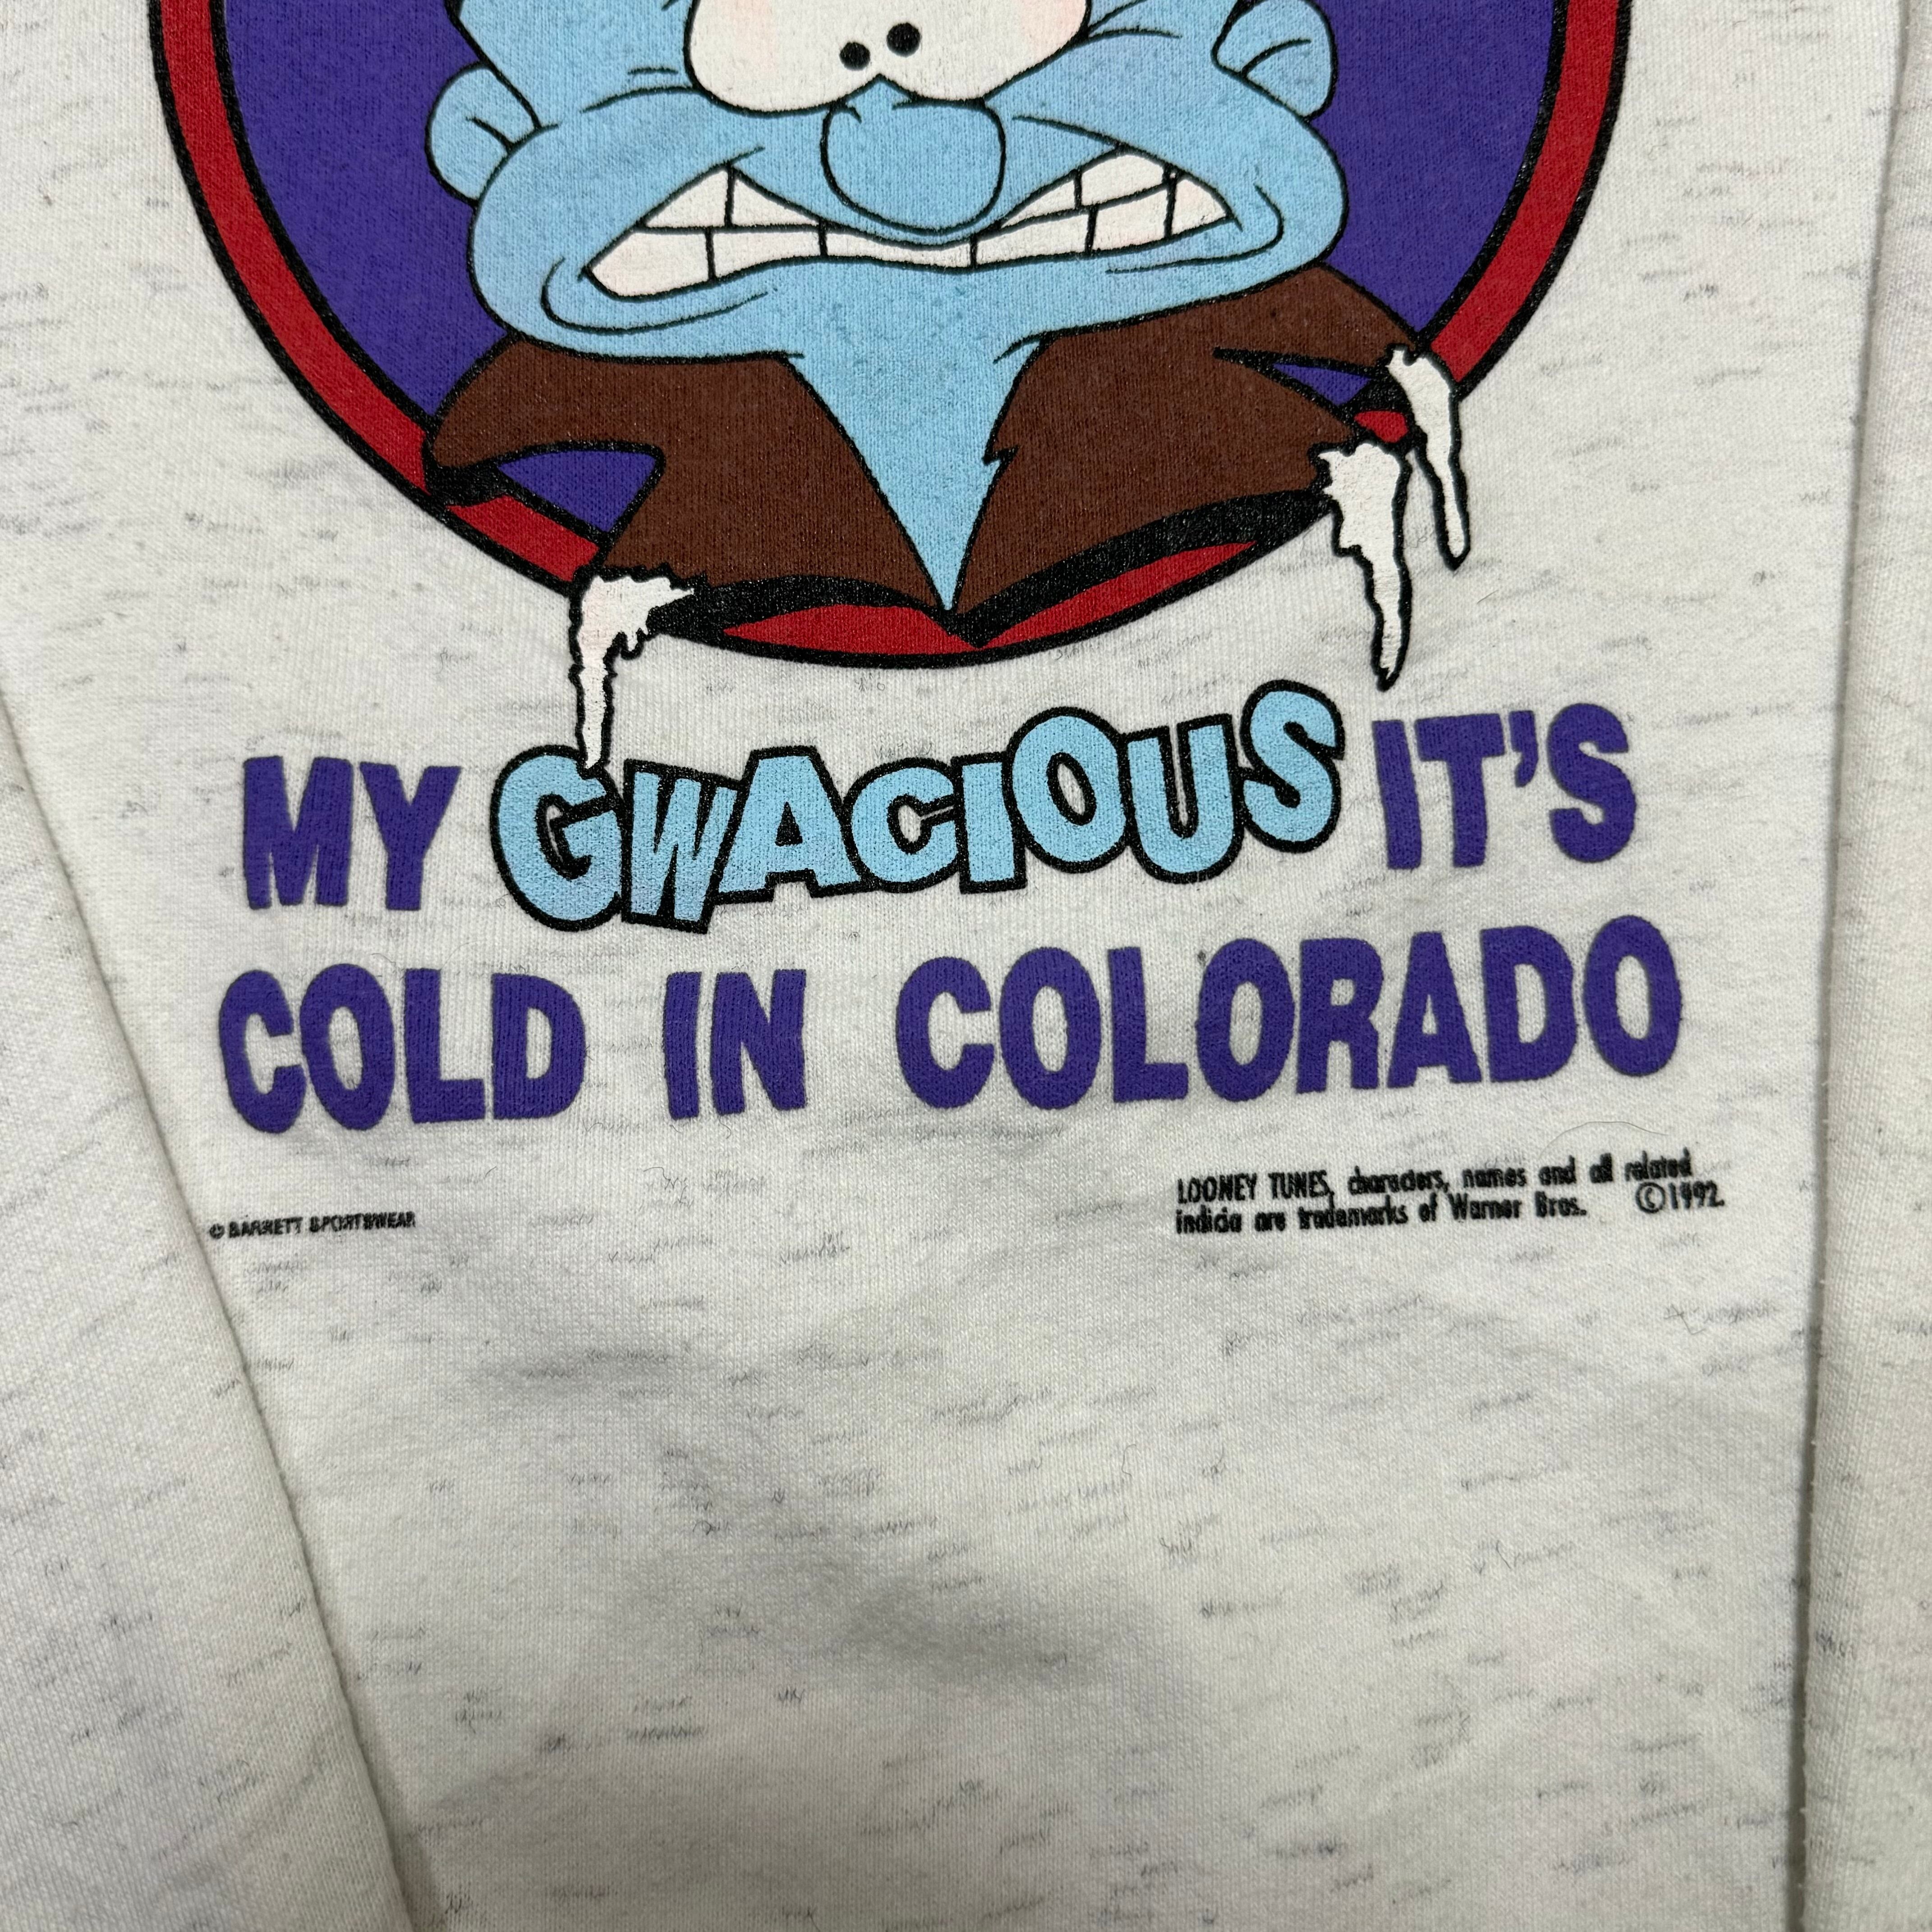 MY GWACIOUS IT'S
COLD IN COLORADO
LOONEY TUNES, characters, names and all related
indicia are trademarks of Warner Bros. ©1992
© BARRETT SPORTSWEAR